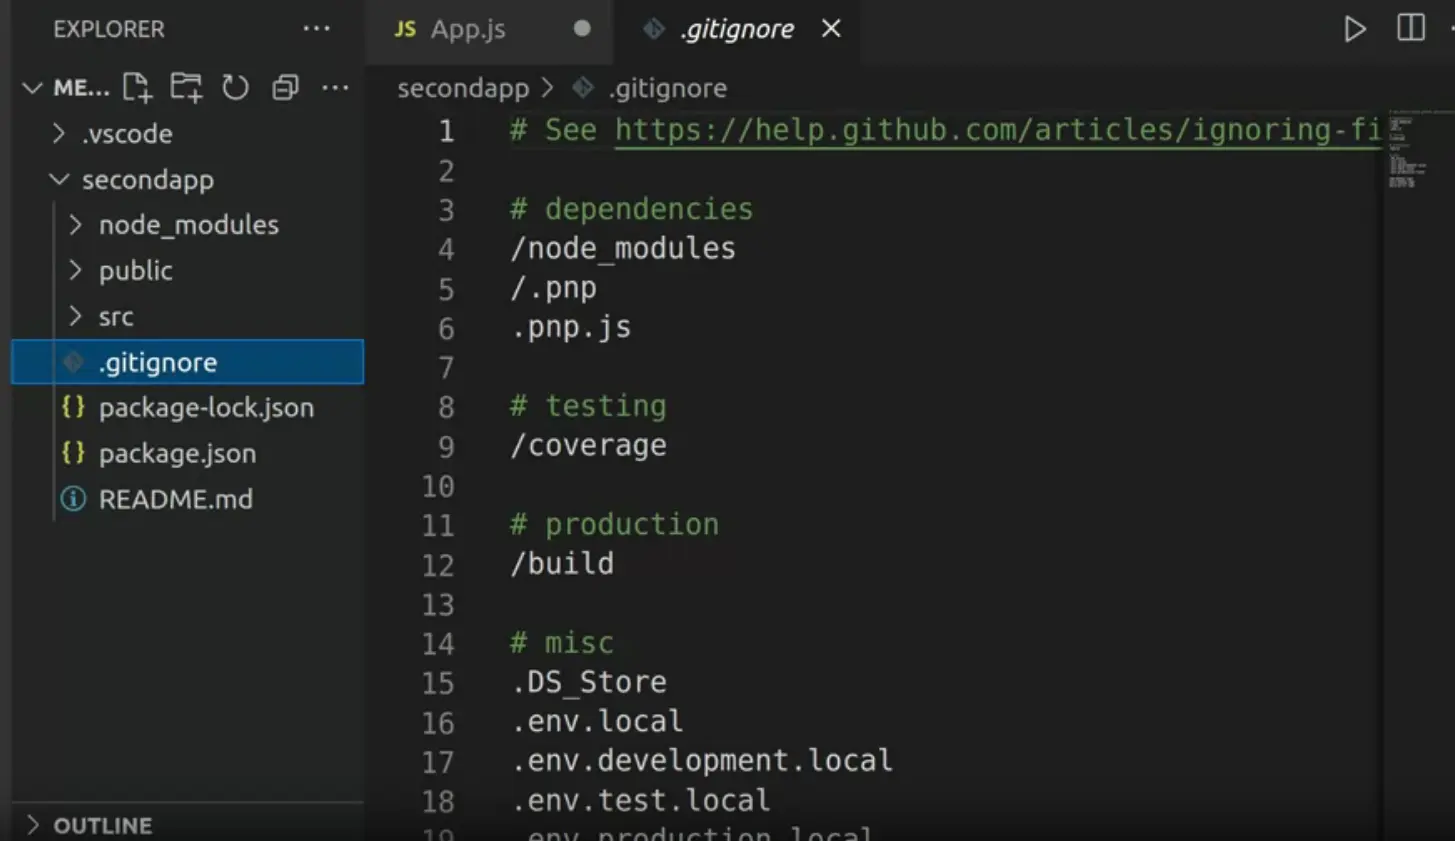 EXPLORER
ME...
.vscode
secondapp
node_modules
public
src
.gitignore
package-lock.json
package.json
README.md
OUTLINE
JS App.js
.gitignore
secondapp > .gitignore
1 # See https://help.github.com/articles/ignoring-fi
2
3 # dependencies
4 /node_modules
5 /.pnp
6 .pnp.js
7
8 # testing
9 /coverage
10
11 # production
12 /build
13
14 # misc
15 .DS_Store
16 .env.local
17 .env.development.local
18 .env.test.local
19 .env.production.local